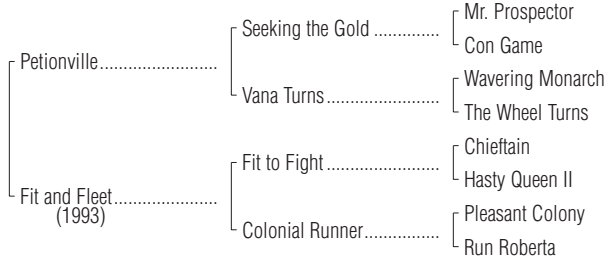 Mr. Prospector
Seeking the Gold ..............
Con Game
Petionville.........................
Wavering Monarch
Vana Turns ........................
The Wheel Turns
Chieftain
Fit to Fight ........................
Hasty Queen II
Fit and Fleet......................
(1993)
Pleasant Colony
Colonial Runner................
Run Roberta